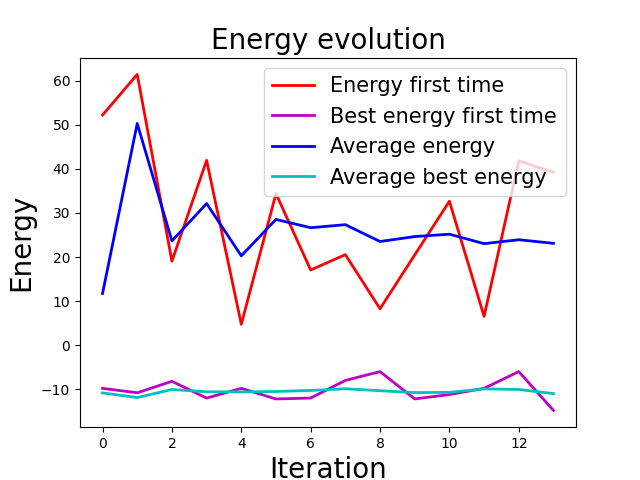 Energy evolution
Energy first time
Best energy first time
Average energy
Average best energy
60
50
40
30
20
10
0
−10
Energy
0 2 4 6 8 10 12
Iteration